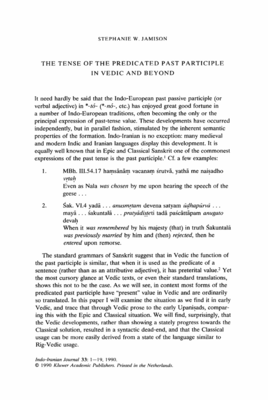 STEPHANIE W. JAMISON
THE TENSE OF THE PREDICATED PAST PARTICIPLE
IN VEDIC AND BEYOND
It need hardly be said that the Indo-European past passive participle (or
verbal adjective) in *-tó- (*-nó-, etc.) has enjoyed great good fortune in
a number of Indo-European traditions, often becoming the only or the
principal expression of past-tense value. These developments have occurred
independently, but in parallel fashion, stimulated by the inherent semantic
properties of the formation. Indo-Iranian is no exception: many medieval
and modern Indic and Iranian languages display this development. It is
equally well known that in Epic and Classical Sanskrit one of the commonest
expressions of the past tense is the past participle.¹ Cf. a few examples:
1. MBh. III.54.17 haṃsānāṃ vacanaṃ śrutvā yathā me naiṣadho
vṛtaḥ
Even as Nala was chosen by me upon hearing the speech of the
geese . . .
2. Śak. VI.4 yadā . . . anusmṛtam devena satyam ūḍhapūrvā . . .
mayā . . . śakuntalā . . . pratyādiṣṭā tadā paścāttāpam anugato
devaḥ
When it was remembered by his majesty (that) in truth Śakuntalā
was previously married by him and (then) rejected, then he
entered upon remorse.
The standard grammars of Sanskrit suggest that in Vedic the function of
the past participle is similar, that when it is used as the predicate of a
sentence (rather than as an attributive adjective), it has preterital value.² Yet
the most cursory glance at Vedic texts, or even their standard translations,
shows this not to be the case. As we will see, in context most forms of the
predicated past participle have “present” value in Vedic and are ordinarily
so translated. In this paper I will examine the situation as we find it in early
Vedic, and trace it through Vedic prose to the early Upaniṣads, compar-
ing this with the Epic and Classical situation. We will find, surprisingly, that
the Vedic developments, rather than showing a stately progress towards the
Classical solution, resulted in a syntactic dead-end, and that the Classical
usage can be more easily derived from a state of the language similar to
Rig-Vedic usage.
Indo-Iranian Journal 33: 1–19, 1990.
© 1990 Kluwer Academic Publishers. Printed in the Netherlands.